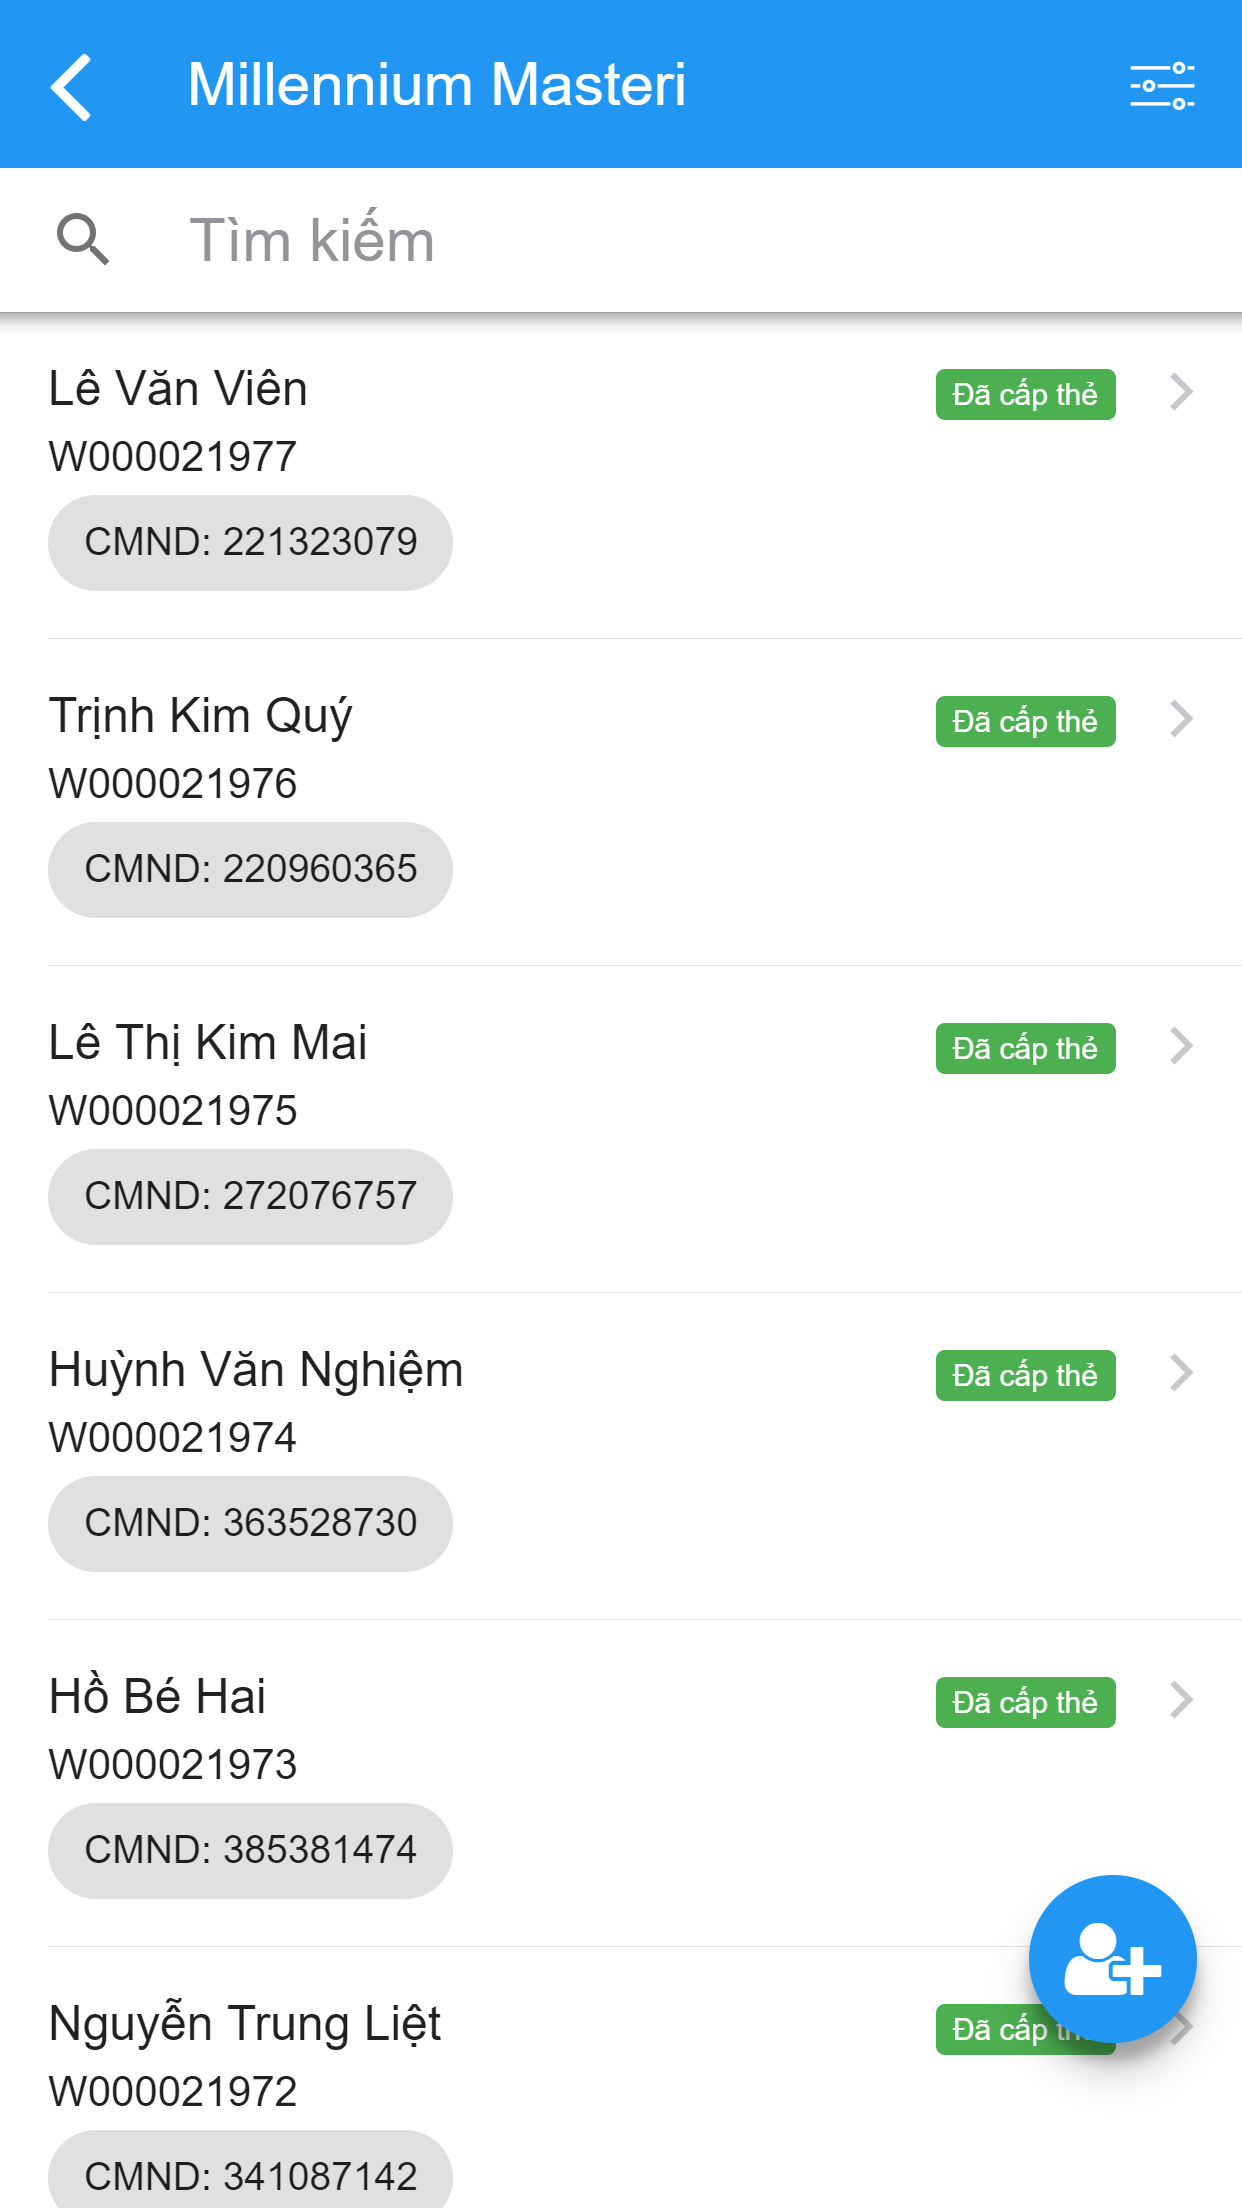 Millennium Masteri
Tìm kiếm
Lê Văn Viên
Đã cấp thẻ
W000021977
CMND: 221323079
Trịnh Kim Quý
Đã cấp thẻ
W000021976
CMND: 220960365
Lê Thị Kim Mai
Đã cấp thẻ
W000021975
CMND: 272076757
Huỳnh Văn Nghiệm
Đã cấp thẻ
W000021974
CMND: 363528730
Hồ Bé Hai
Đã cấp thẻ
W000021973
CMND: 385381474
Nguyễn Trung Liệt
Đã cấp
W000021972
CMND: 341087142